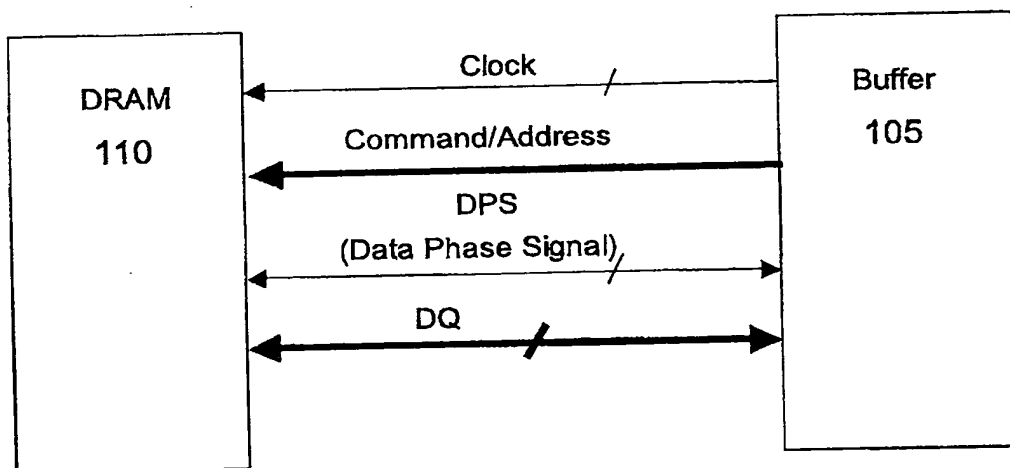 DRAM
110
Clock
Command/Address
DPS
(Data Phase Signal)
DQ
Buffer
105